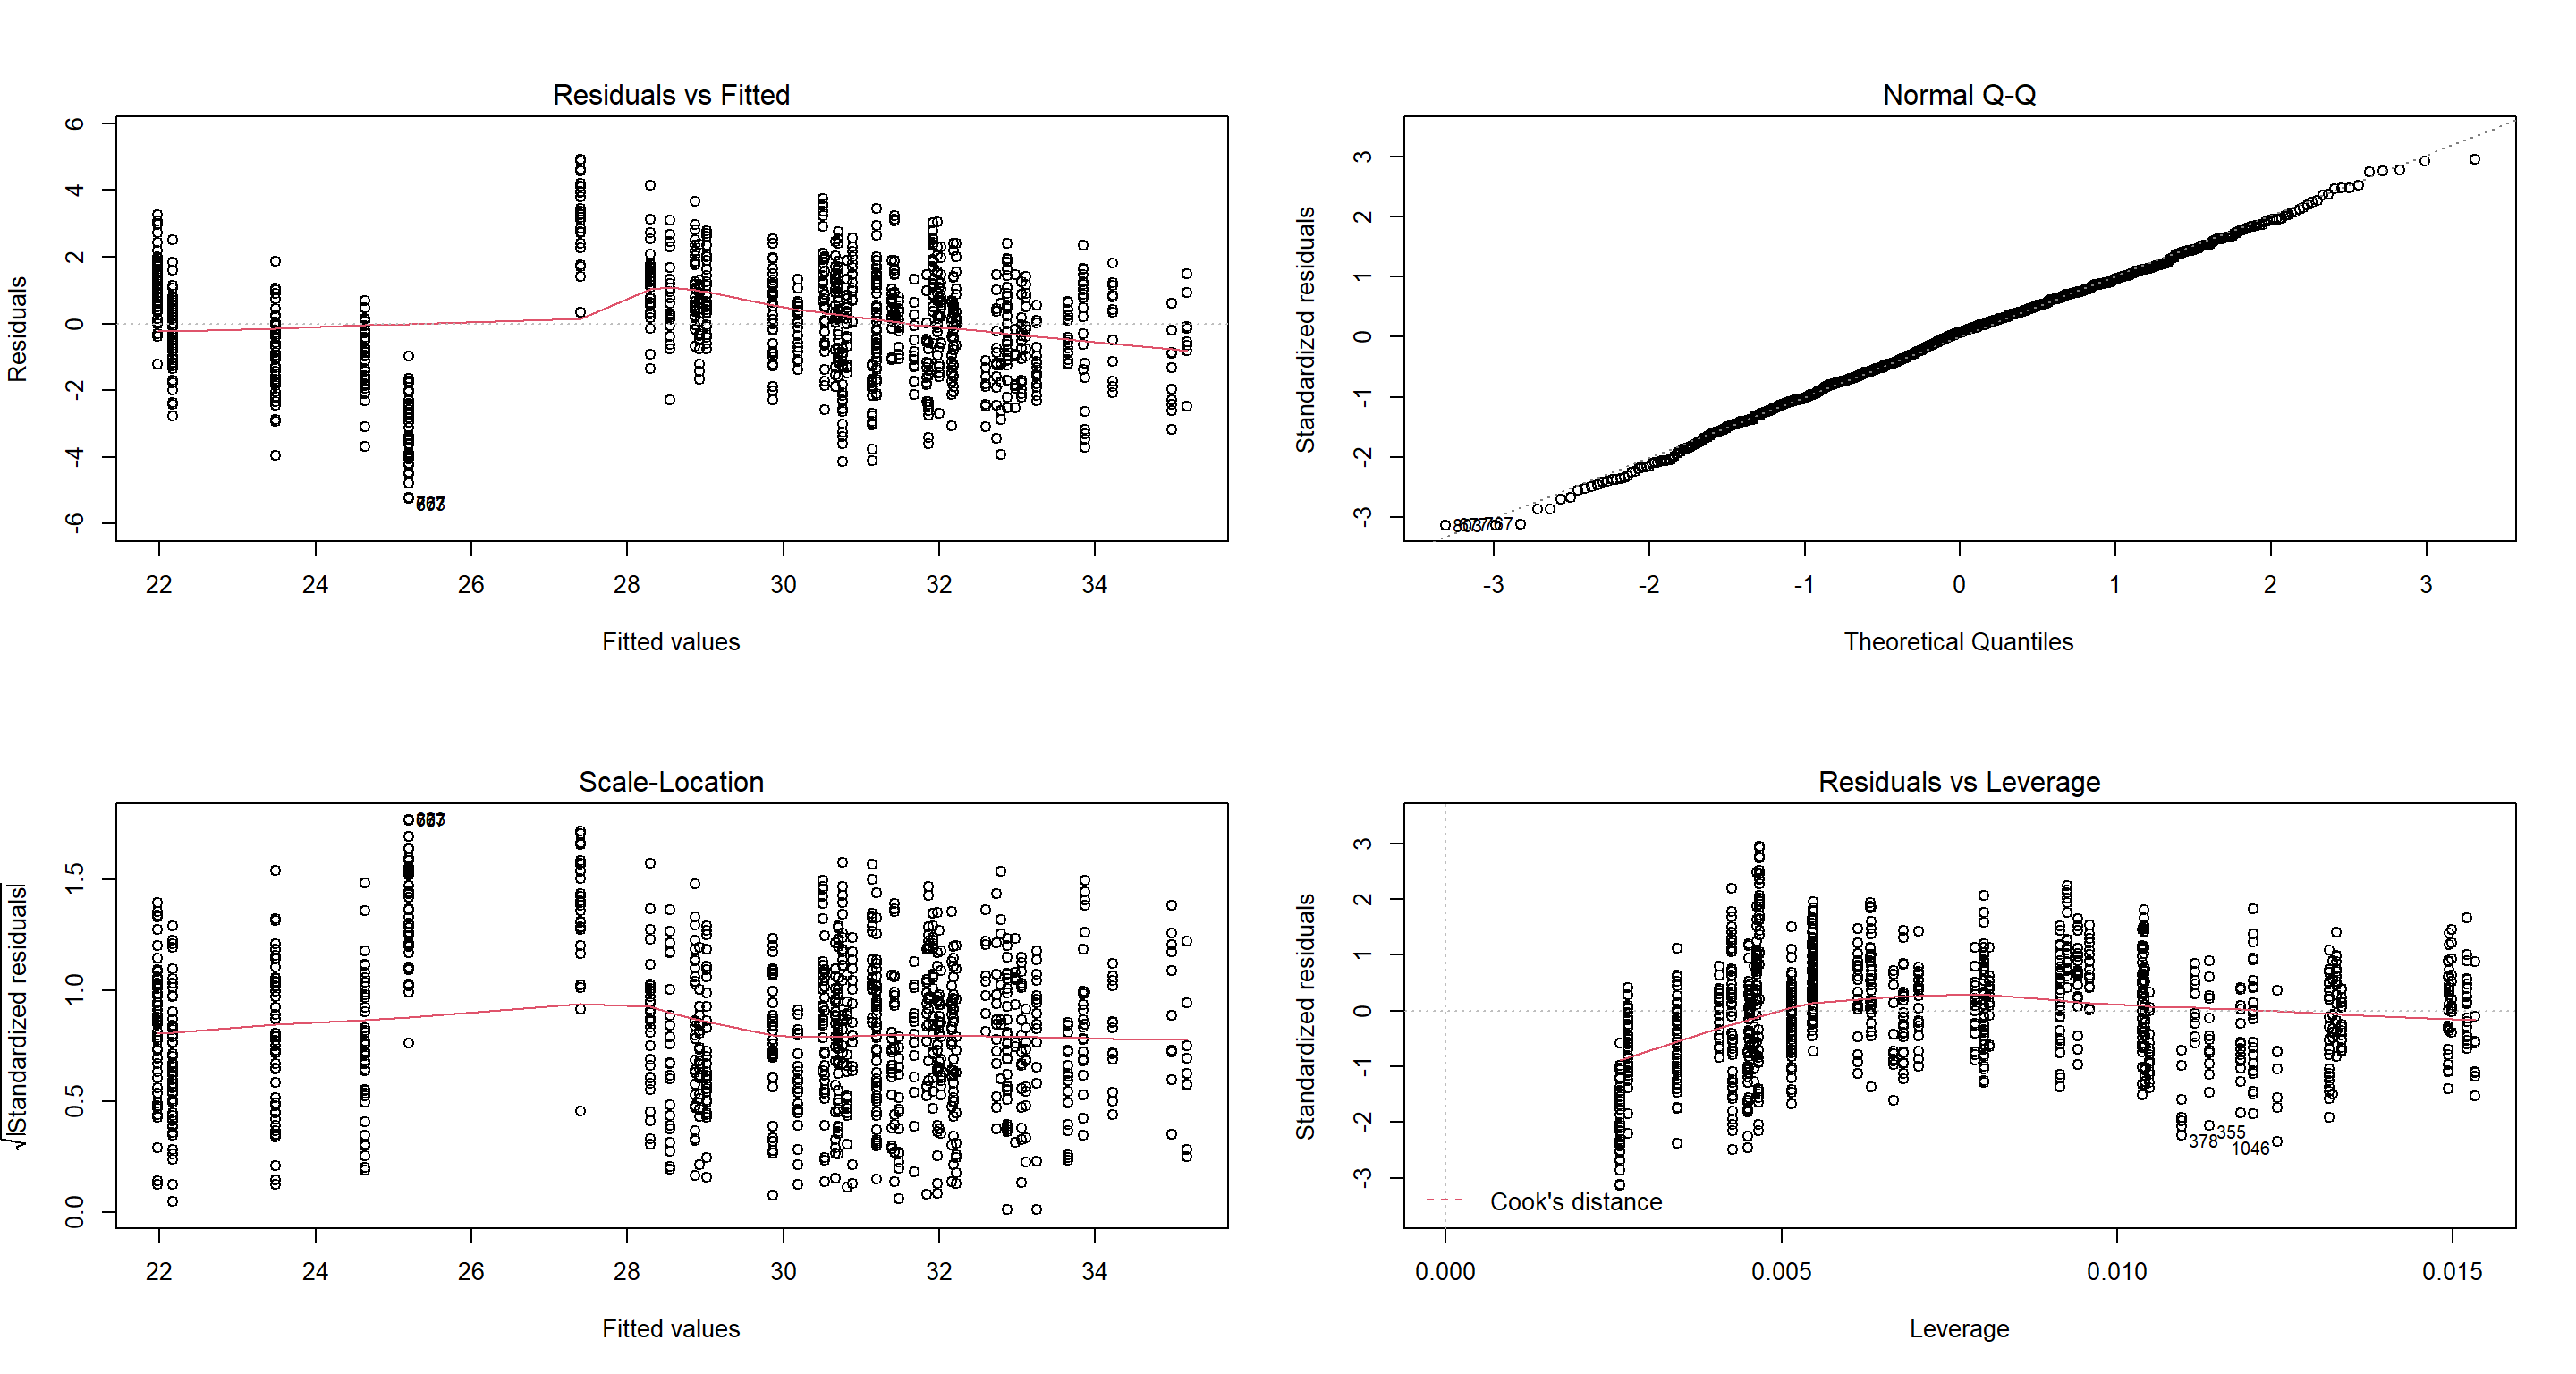 Residuals vs Fitted
Residuals
6
4
2
0
-2
-4
-6
22 24 26 28 30 32 34
Fitted values
Normal Q-Q
Standardized residuals
3
2
1
0
-1
-2
-3
-3 -2 -1 0 1 2 3
Theoretical Quantiles
Scale-Location
√|Standardized residuals|
1.5
1.0
0.5
0.0
22 24 26 28 30 32 34
Fitted values
Residuals vs Leverage
Standardized residuals
3
2
1
0
-1
-2
-3
378
355
1046
Cook's distance
0.000 0.005 0.010 0.015
Leverage